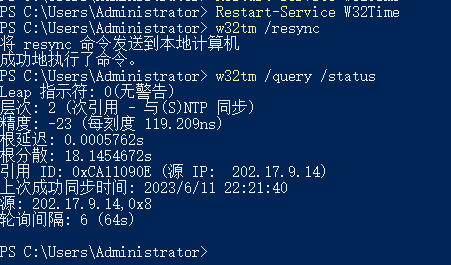 PS C:\Users\Administrator> Restart-Service W32Time
PS C:\Users\Administrator> w32tm /resync
将 resync 命令发送到本地计算机
成功地执行了命令。
PS C:\Users\Administrator> w32tm /query /status
Leap 指示符: 0(无警告)
层次: 2 (次引用 - 与(S)NTP 同步)
精度: -23 (每刻度 119.209ns)
根延迟: 0.0005762s
根分散: 18.1454672s
引用 ID: 0xCA11090E (源 IP:  202.17.9.14)
上次成功同步时间: 2023/6/11 22:21:40
源: 202.17.9.14,0x8
轮询间隔: 6 (64s)
PS C:\Users\Administrator>